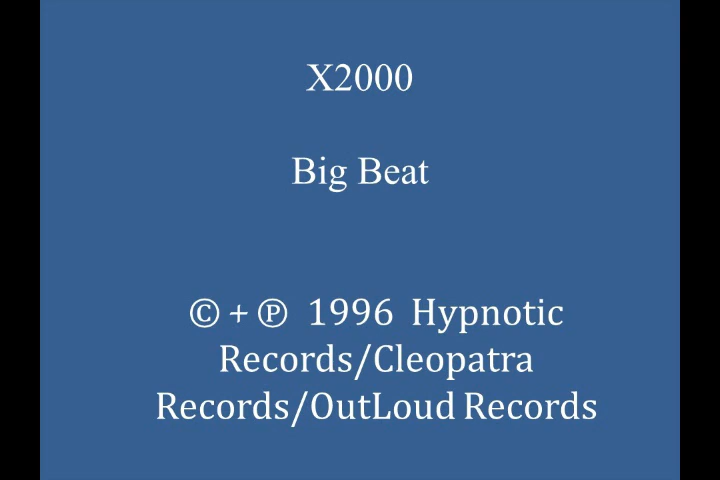 X2000
Big Beat
© + ℗ 1996 Hypnotic
Records/Cleopatra
Records/OutLoud Records